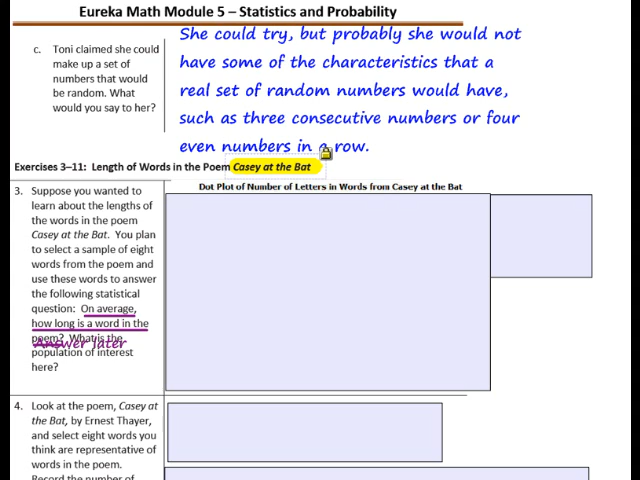 Eureka Math Module 5 – Statistics and Probability
c. Toni claimed she could
make up a set of
numbers that would
be random. What
would you say to her?
She could try, but probably she would not
have some of the characteristics that a
real set of random numbers would have,
such as three consecutive numbers or four
even numbers in a row.
Exercises 3–11: Length of Words in the Poem Casey at the Bat
3. Suppose you wanted to
learn about the lengths of
the words in the poem
Casey at the Bat. You plan
to select a sample of eight
words from the poem and
use these words to answer
the following statistical
question: On average,
how long is a word in the
poem? What is the
Answer later
population of interest
here?
Dot Plot of Number of Letters in Words from Casey at the Bat
4. Look at the poem, Casey at
the Bat, by Ernest Thayer,
and select eight words you
think are representative of
words in the poem.
Record the number of